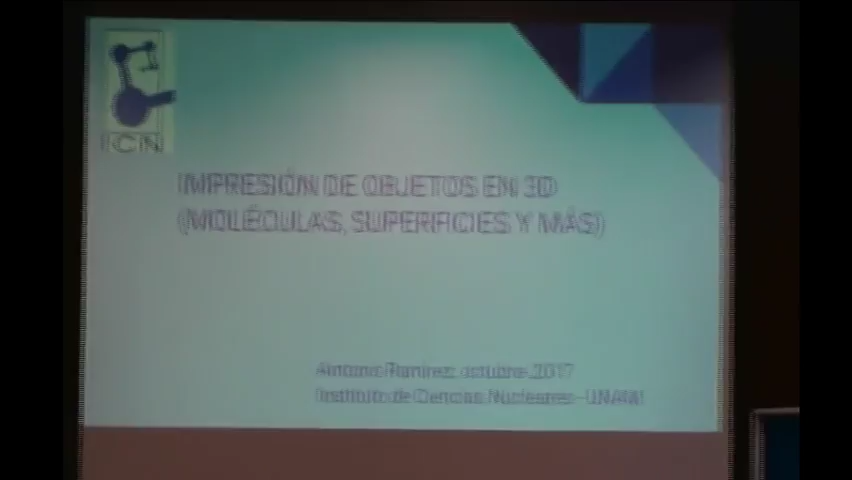 ICN
IMPRESIÓN DE OBJETOS EN 3D
(MOLÉCULAS, SUPERFICIES Y MÁS)
Antonio Ramírez, octubre, 2017
Instituto de Ciencias Nucleares -UNAM